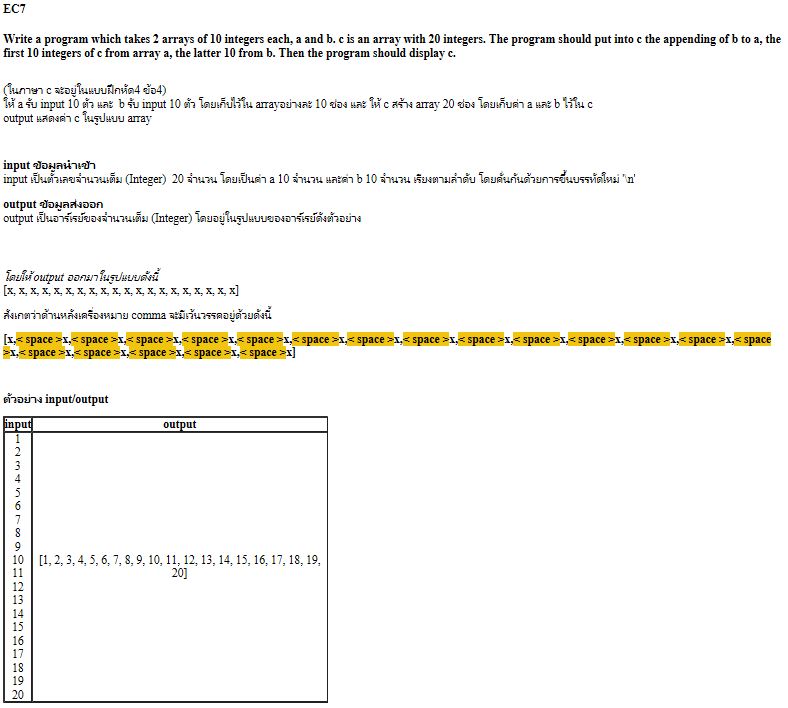 EC7
Write a program which takes 2 arrays of 10 integers each, a and b. c is an array with 20 integers. The program should put into c the appending of b to a, the
first 10 integers of c from array a, the latter 10 from b. Then the program should display c.
(ในภาษา c จะอยู่ในแบบฝึกหัด4 ข้อ4)
ให้ a รับ input 10 ตัว และ b รับ input 10 ตัว โดยเก็บไว้ใน arrayอย่างละ 10 ช่อง และ ให้ c สร้าง array 20 ช่อง โดยเก็บค่า a และ b ไว้ใน c
output แสดงค่า c ในรูปแบบ array
input ข้อมูลนำเข้า
input เป็นตัวเลขจำนวนเต็ม (Integer) 20 จำนวน โดยเป็นค่า a 10 จำนวน และค่า b 10 จำนวน เรียงตามลำดับ โดยคั่นกันด้วยการขึ้นบรรทัดใหม่ '\n'
output ข้อมูลส่งออก
output เป็นอาร์เรย์ของจำนวนเต็ม (Integer) โดยอยู่ในรูปแบบของอาร์เรย์ดังตัวอย่าง
โดยให้ output ออกมาในรูปแบบดังนี้
[x, x, x, x, x, x, x, x, x, x, x, x, x, x, x, x, x, x, x, x]
สังเกตว่าด้านหลังเครื่องหมาย comma จะมีเว้นวรรคอยู่ด้วยดังนี้
[x,< space >x,< space >x,< space >x,< space >x,< space >x,< space >x,< space >x,< space >x,< space >x,< space >x,< space >x,< space >x,< space >x,< space
>x,< space >x,< space >x,< space >x,< space >x,< space >x]
ตัวอย่าง input/output
input output
1
2
3
4
5
6
7
8
9
10 [1, 2, 3, 4, 5, 6, 7, 8, 9, 10, 11, 12, 13, 14, 15, 16, 17, 18, 19,
11 20]
12
13
14
15
16
17
18
19
20